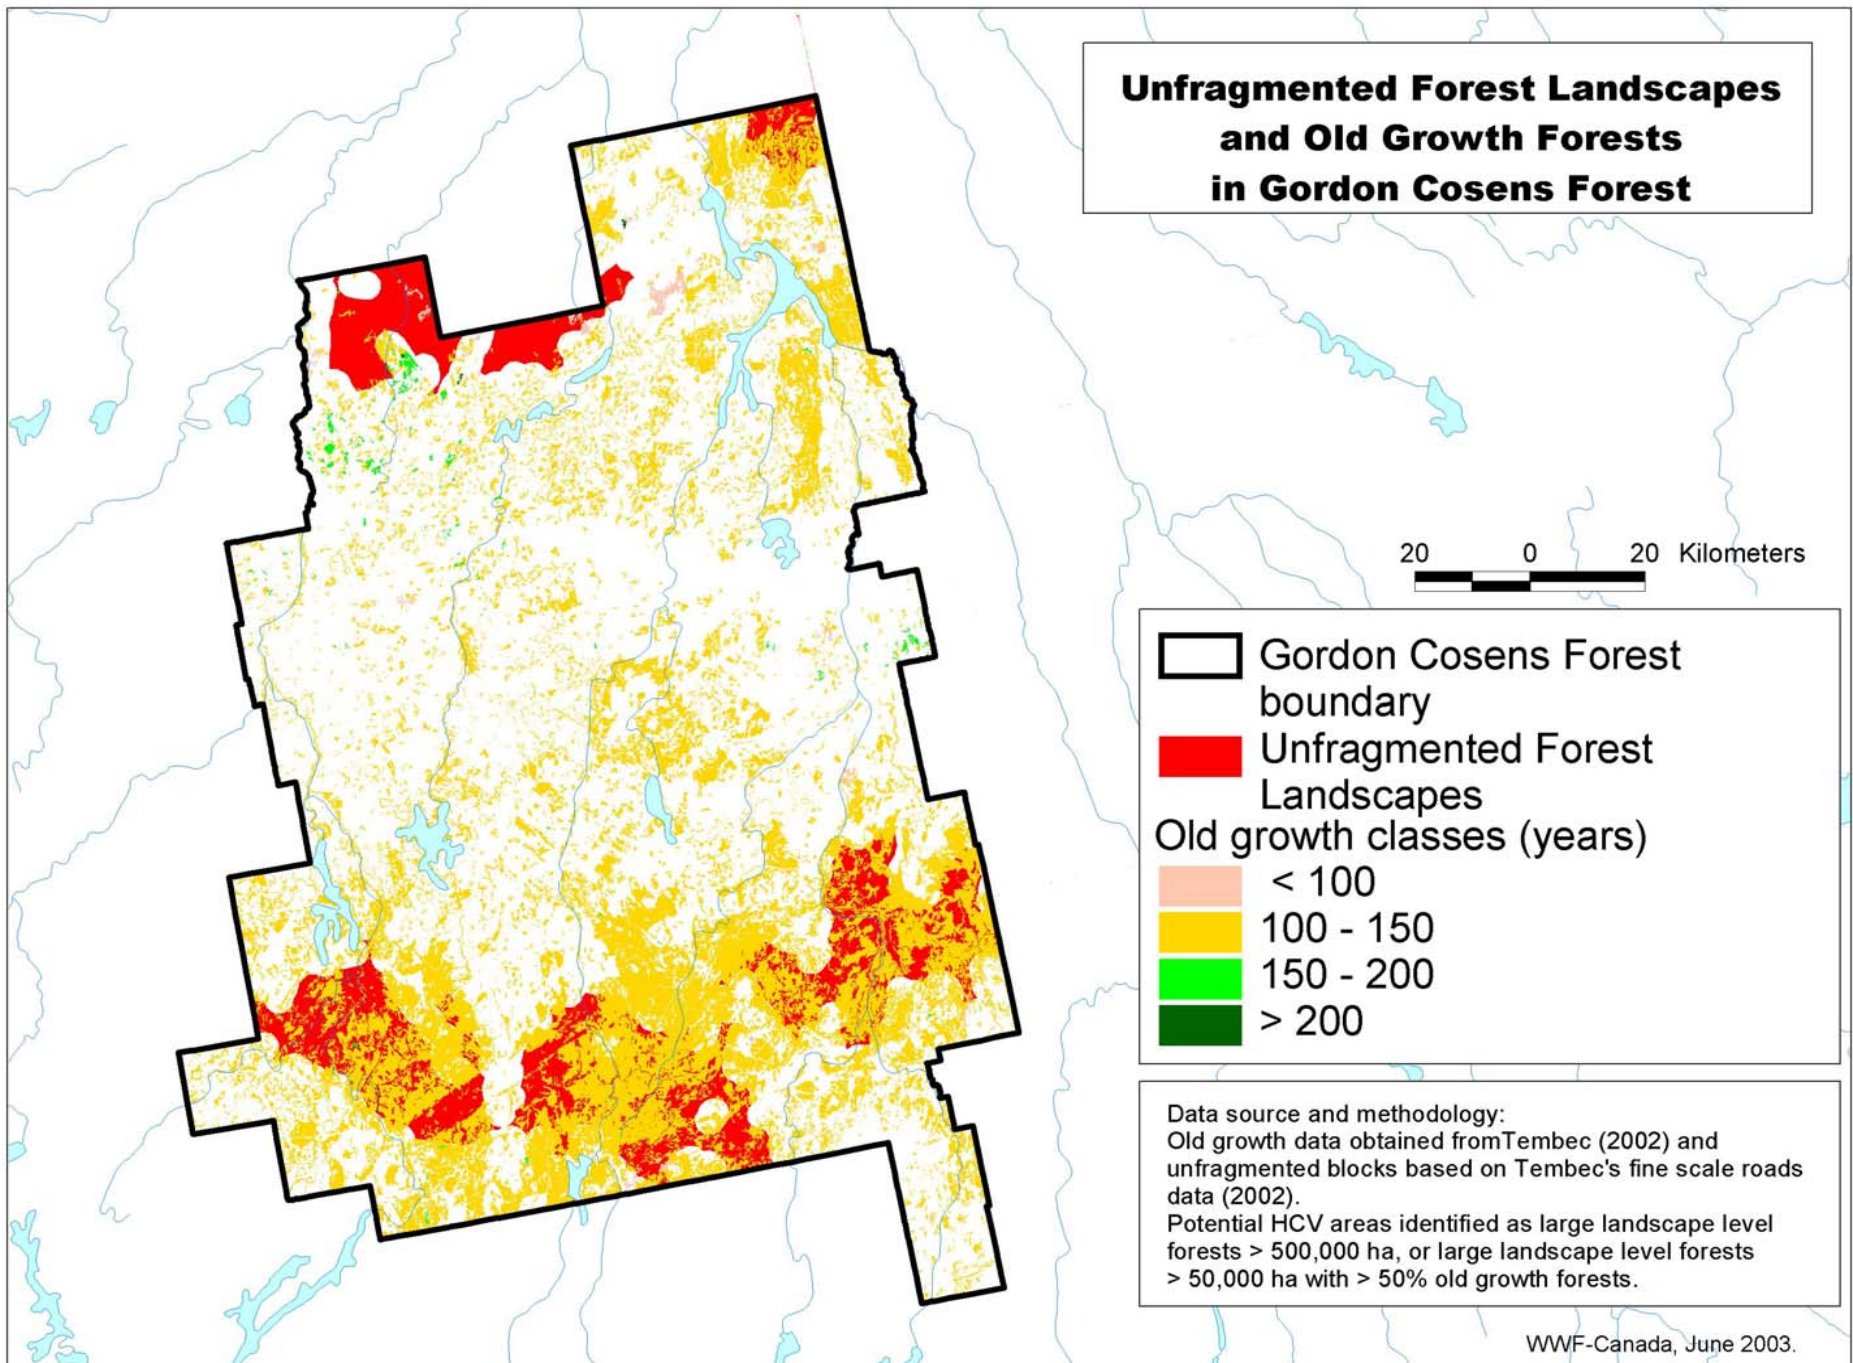 Unfragmented Forest Landscapes
and Old Growth Forests
in Gordon Cosens Forest
20 0 20 Kilometers
Gordon Cosens Forest
boundary
Unfragmented Forest
Landscapes
Old growth classes (years)
< 100
100 - 150
150 - 200
> 200
Data source and methodology:
Old growth data obtained fromTembec (2002) and
unfragmented blocks based on Tembec's fine scale roads
data (2002).
Potential HCV areas identified as large landscape level
forests > 500,000 ha, or large landscape level forests
> 50,000 ha with > 50% old growth forests.
WWF-Canada, June 2003.